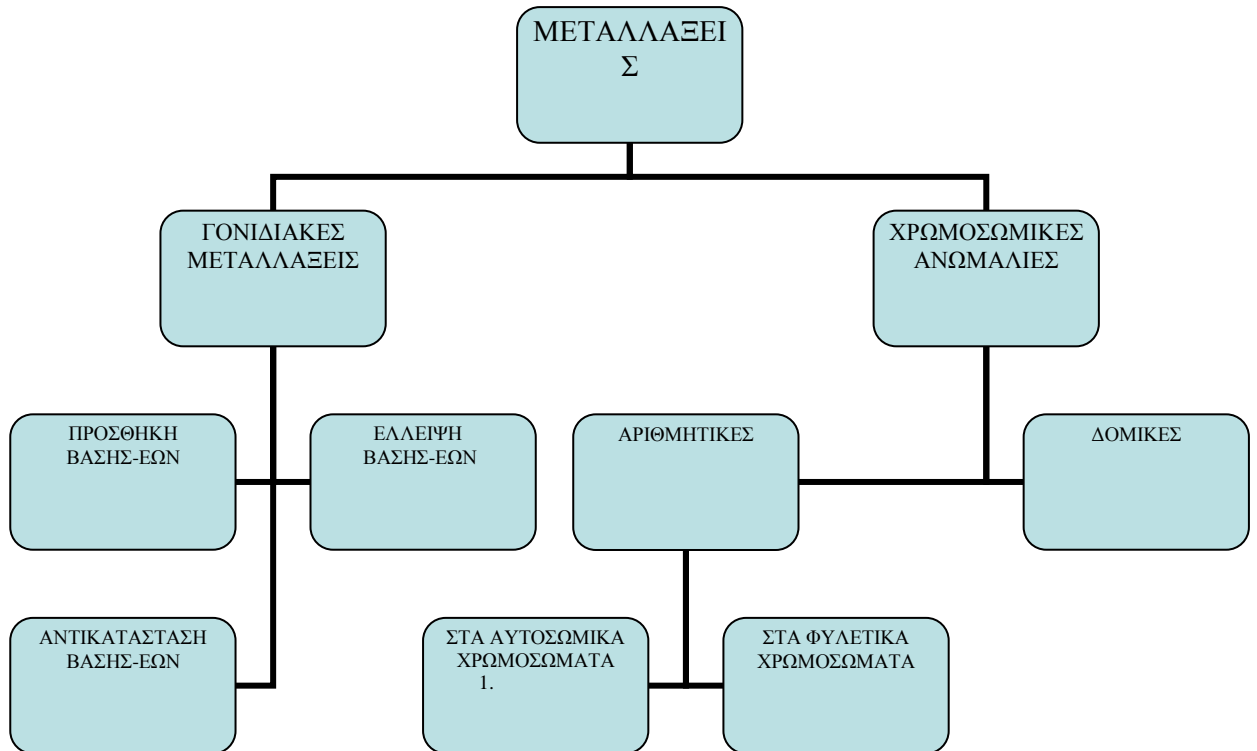 ΜΕΤΑΛΛΑΞΕΙ
Σ
ΓΟΝΙΔΙΑΚΕΣ
ΜΕΤΑΛΛΑΞΕΙΣ
ΧΡΩΜΟΣΩΜΙΚΕΣ
ΑΝΩΜΑΛΙΕΣ
ΠΡΟΣΘΗΚΗ
ΒΑΣΗΣ-ΕΩΝ
ΕΛΛΕΙΨΗ
ΒΑΣΗΣ-ΕΩΝ
ΑΡΙΘΜΗΤΙΚΕΣ
ΔΟΜΙΚΕΣ
ΑΝΤΙΚΑΤΑΣΤΑΣΗ
ΒΑΣΗΣ-ΕΩΝ
ΣΤΑ ΑΥΤΟΣΩΜΙΚΑ
ΧΡΩΜΟΣΩΜΑΤΑ
1.
ΣΤΑ ΦΥΛΕΤΙΚΑ
ΧΡΩΜΟΣΩΜΑΤΑ